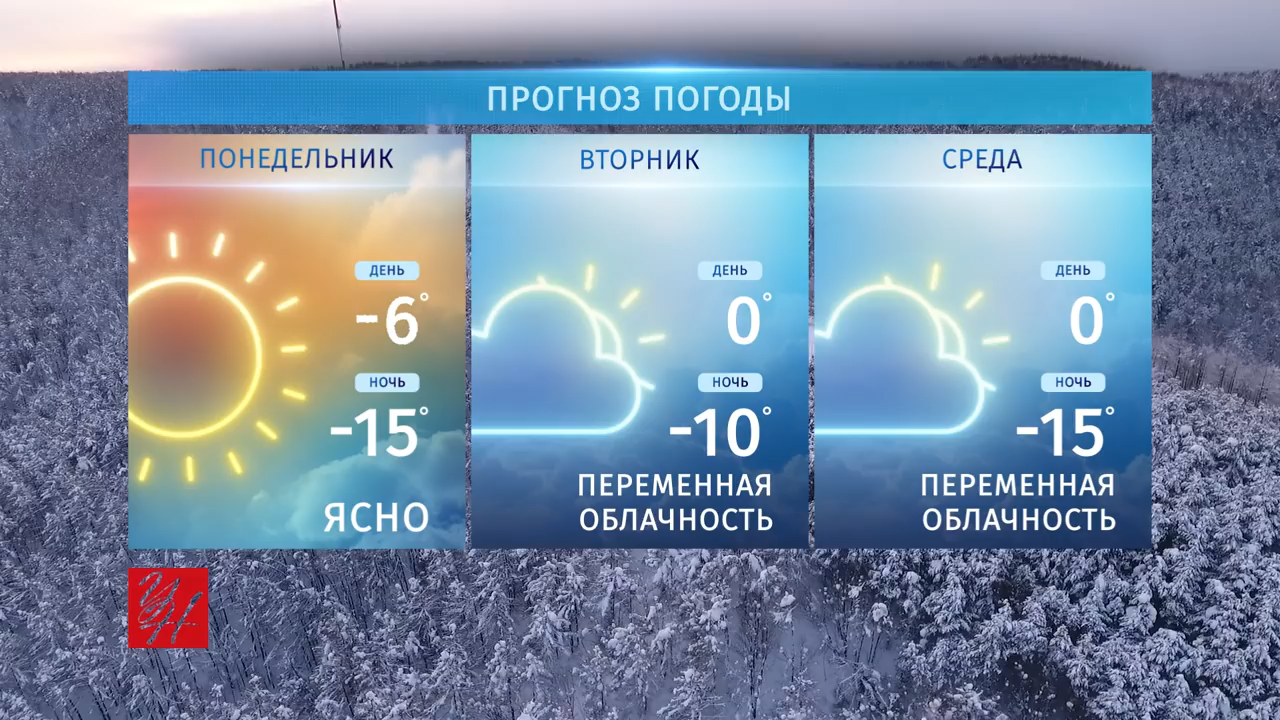 ПРОГНОЗ ПОГОДЫ
ПОНЕДЕЛЬНИК
ДЕНЬ
-6°
НОЧЬ
-15°
ЯСНО
ВТОРНИК
ДЕНЬ
0°
НОЧЬ
-10°
ПЕРЕМЕННАЯ
ОБЛАЧНОСТЬ
СРЕДА
ДЕНЬ
0°
НОЧЬ
-15°
ПЕРЕМЕННАЯ
ОБЛАЧНОСТЬ
УН